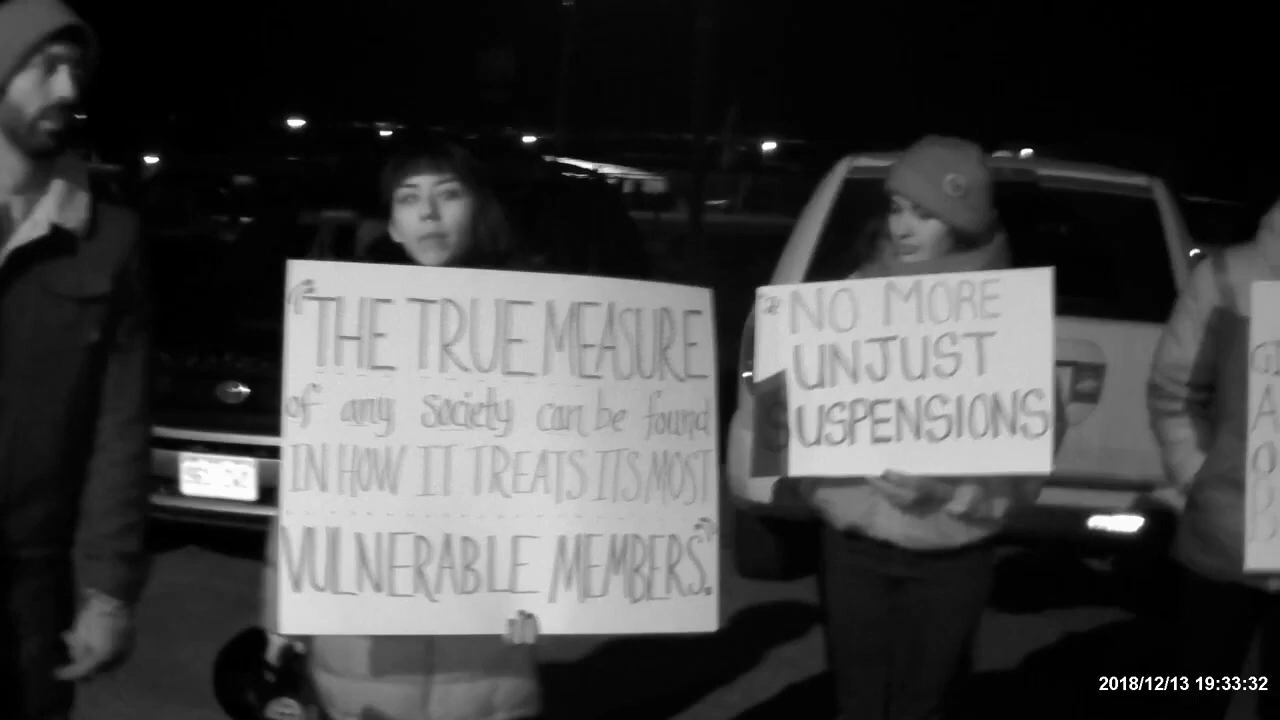 "THE TRUE MEASURE
of any society can be found
IN HOW IT TREATS ITS MOST
VULNERABLE MEMBERS."
NO MORE
UNJUST
SUSPENSIONS
2018/12/13 19:33:32